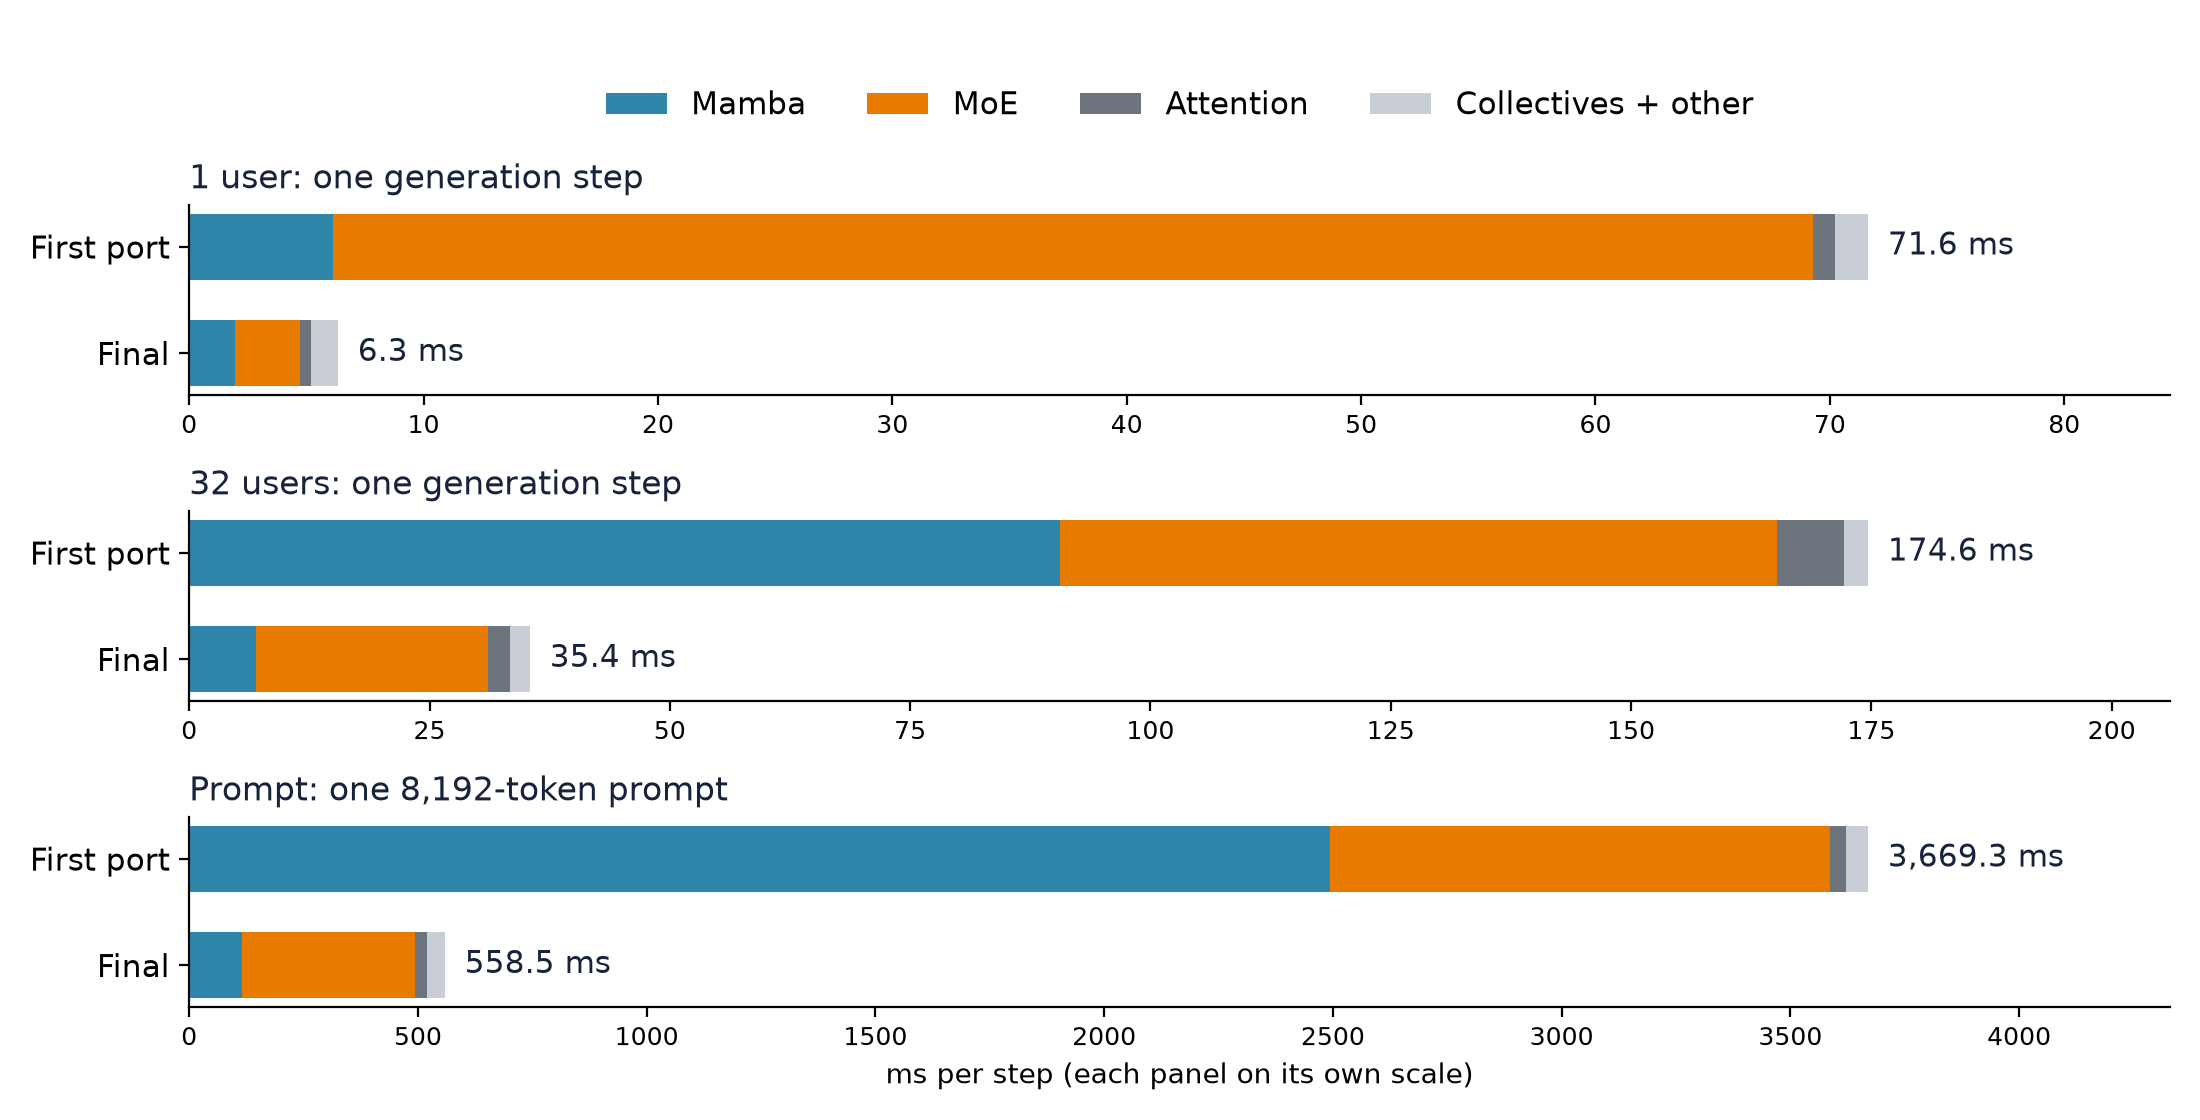 Mamba MoE Attention Collectives + other
1 user: one generation step
First port 71.6 ms
Final 6.3 ms
0 10 20 30 40 50 60 70 80
32 users: one generation step
First port 174.6 ms
Final 35.4 ms
0 25 50 75 100 125 150 175 200
Prompt: one 8,192-token prompt
First port 3,669.3 ms
Final 558.5 ms
0 500 1000 1500 2000 2500 3000 3500 4000
ms per step (each panel on its own scale)